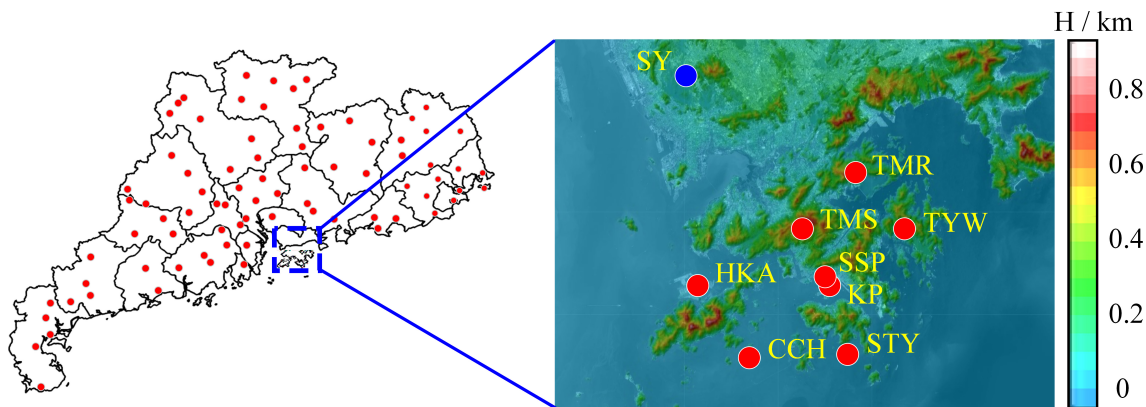 H / km
SY
0.8
TMR
0.6
TMS
TYW
0.4
SSP
HKA
KP
0.2
STY
CCH
0